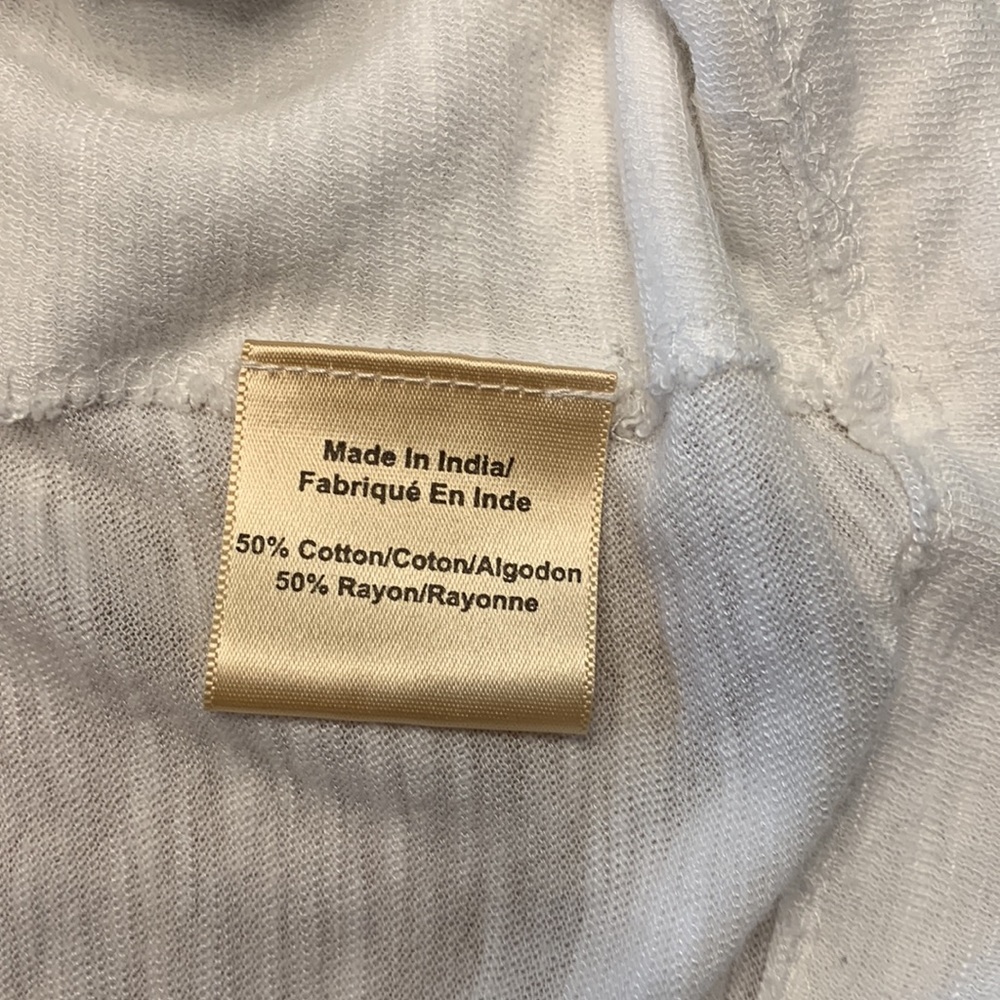 Made In India/
Fabriqué En Inde
50% Cotton/Coton/Algodon
50% Rayon/Rayonne